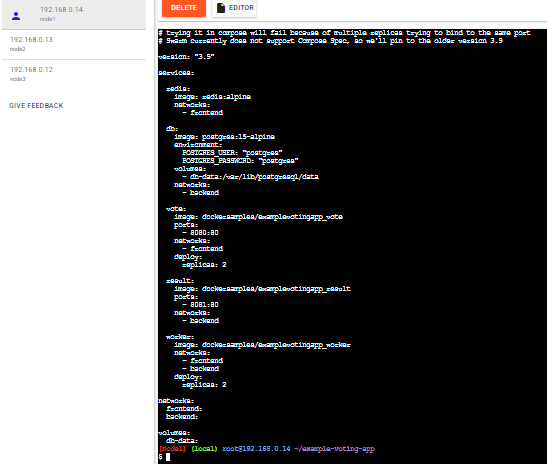 192.168.0.14
node1
192.168.0.13
node2
192.168.0.12
node3
GIVE FEEDBACK
DELETE
EDITOR
# trying it in compose will fail because of multiple replicas trying to bind to the same port
# Swarm currently does not support Compose Spec, so we'll pin to the older version 3.9

version: "3.9"

services:

  redis:
    image: redis:alpine
    networks:
      - frontend

  db:
    image: postgres:15-alpine
    environment:
      POSTGRES_USER: "postgres"
      POSTGRES_PASSWORD: "postgres"
    volumes:
      - db-data:/var/lib/postgresql/data
    networks:
      - backend

  vote:
    image: dockersamples/examplevotingapp_vote
    ports:
      - 8080:80
    networks:
      - frontend
    deploy:
      replicas: 2

  result:
    image: dockersamples/examplevotingapp_result
    ports:
      - 8081:80
    networks:
      - backend

  worker:
    image: dockersamples/examplevotingapp_worker
    networks:
      - frontend
      - backend
    deploy:
      replicas: 2

networks:
  frontend:
  backend:

volumes:
  db-data:
[node1] (local) root@192.168.0.14 ~/example-voting-app
$